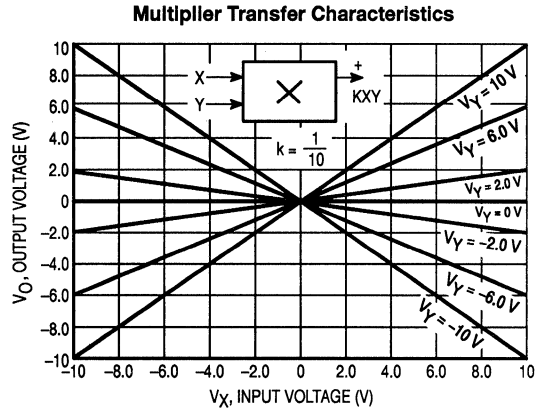 Multiplier Transfer Characteristics
10
8.0
6.0
4.0
2.0
0
-2.0
-4.0
-6.0
-8.0
-10
VO, OUTPUT VOLTAGE (V)
X
Y
+
KXY
k = 1/10
VY = 10 V
VY = 6.0 V
VY = 2.0 V
VY = 0 V
VY = -2.0 V
VY = -6.0 V
VY = -10 V
-10 -8.0 -6.0 -4.0 -2.0 0 2.0 4.0 6.0 8.0 10
VX, INPUT VOLTAGE (V)